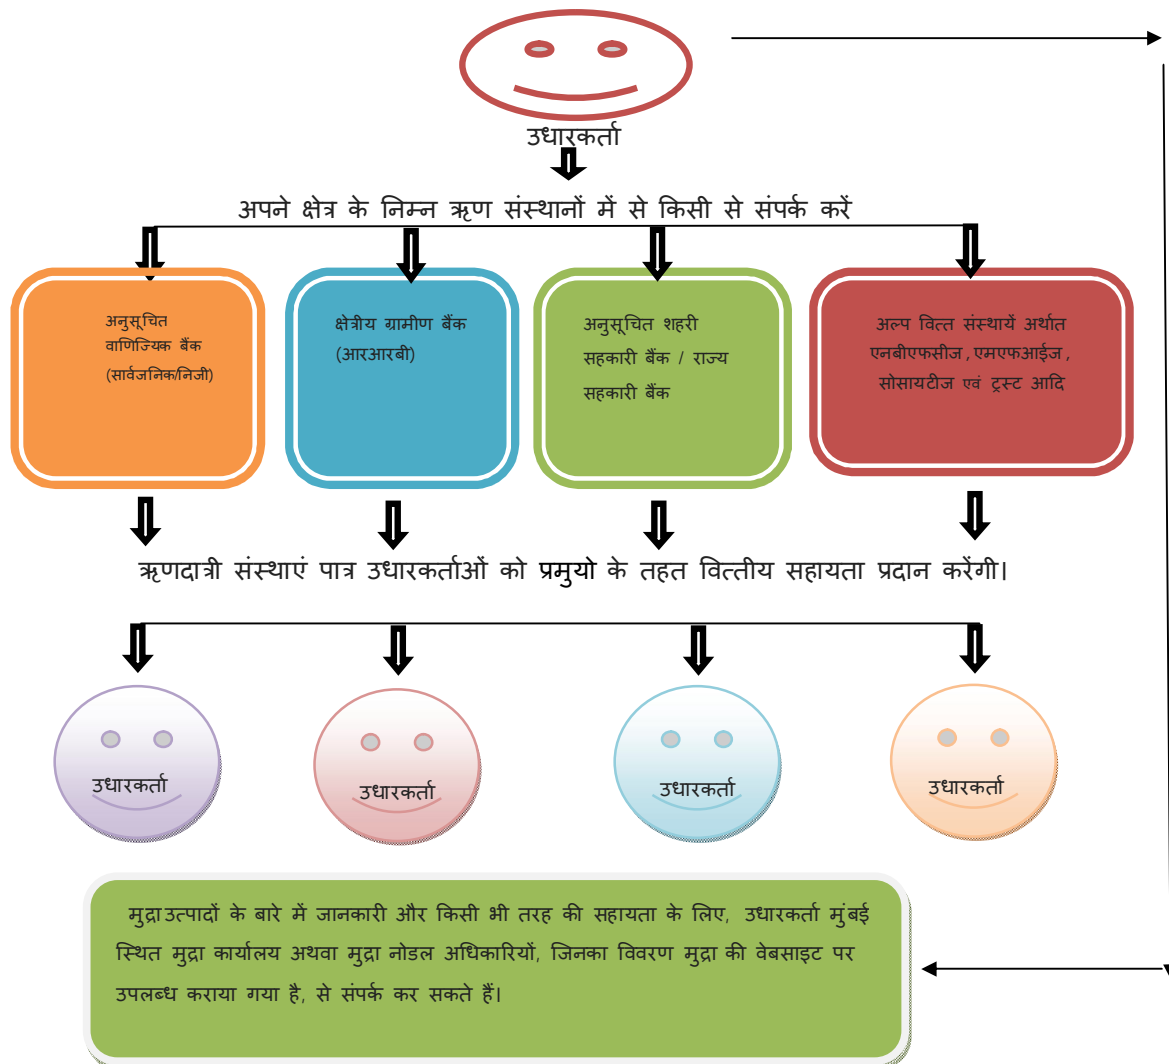 उधारकर्ता
अपने क्षेत्र के निम्न ऋण संस्थानों में से किसी से संपर्क करें
अनुसूचित
वाणिज्यिक बैंक
(सार्वजनिक/निजी)
क्षेत्रीय ग्रामीण बैंक
(आरआरबी)
अनुसूचित शहरी
सहकारी बैंक / राज्य
सहकारी बैंक
अल्प वित्त संस्थायें अर्थात
एनबीएफसीज ,एमएफआईज ,
सोसायटीज एवं ट्रस्ट आदि
ऋणदात्री संस्थाएं पात्र उधारकर्ताओं को प्रमुयो के तहत वित्तीय सहायता प्रदान करेंगी।
उधारकर्ता
उधारकर्ता
उधारकर्ता
उधारकर्ता
मुद्रा उत्पादों के बारे में जानकारी और किसी भी तरह की सहायता के लिए, उधारकर्ता मुंबई
स्थित मुद्रा कार्यालय अथवा मुद्रा नोडल अधिकारियों, जिनका विवरण मुद्रा की वेबसाइट पर
उपलब्ध कराया गया है, से संपर्क कर सकते हैं।